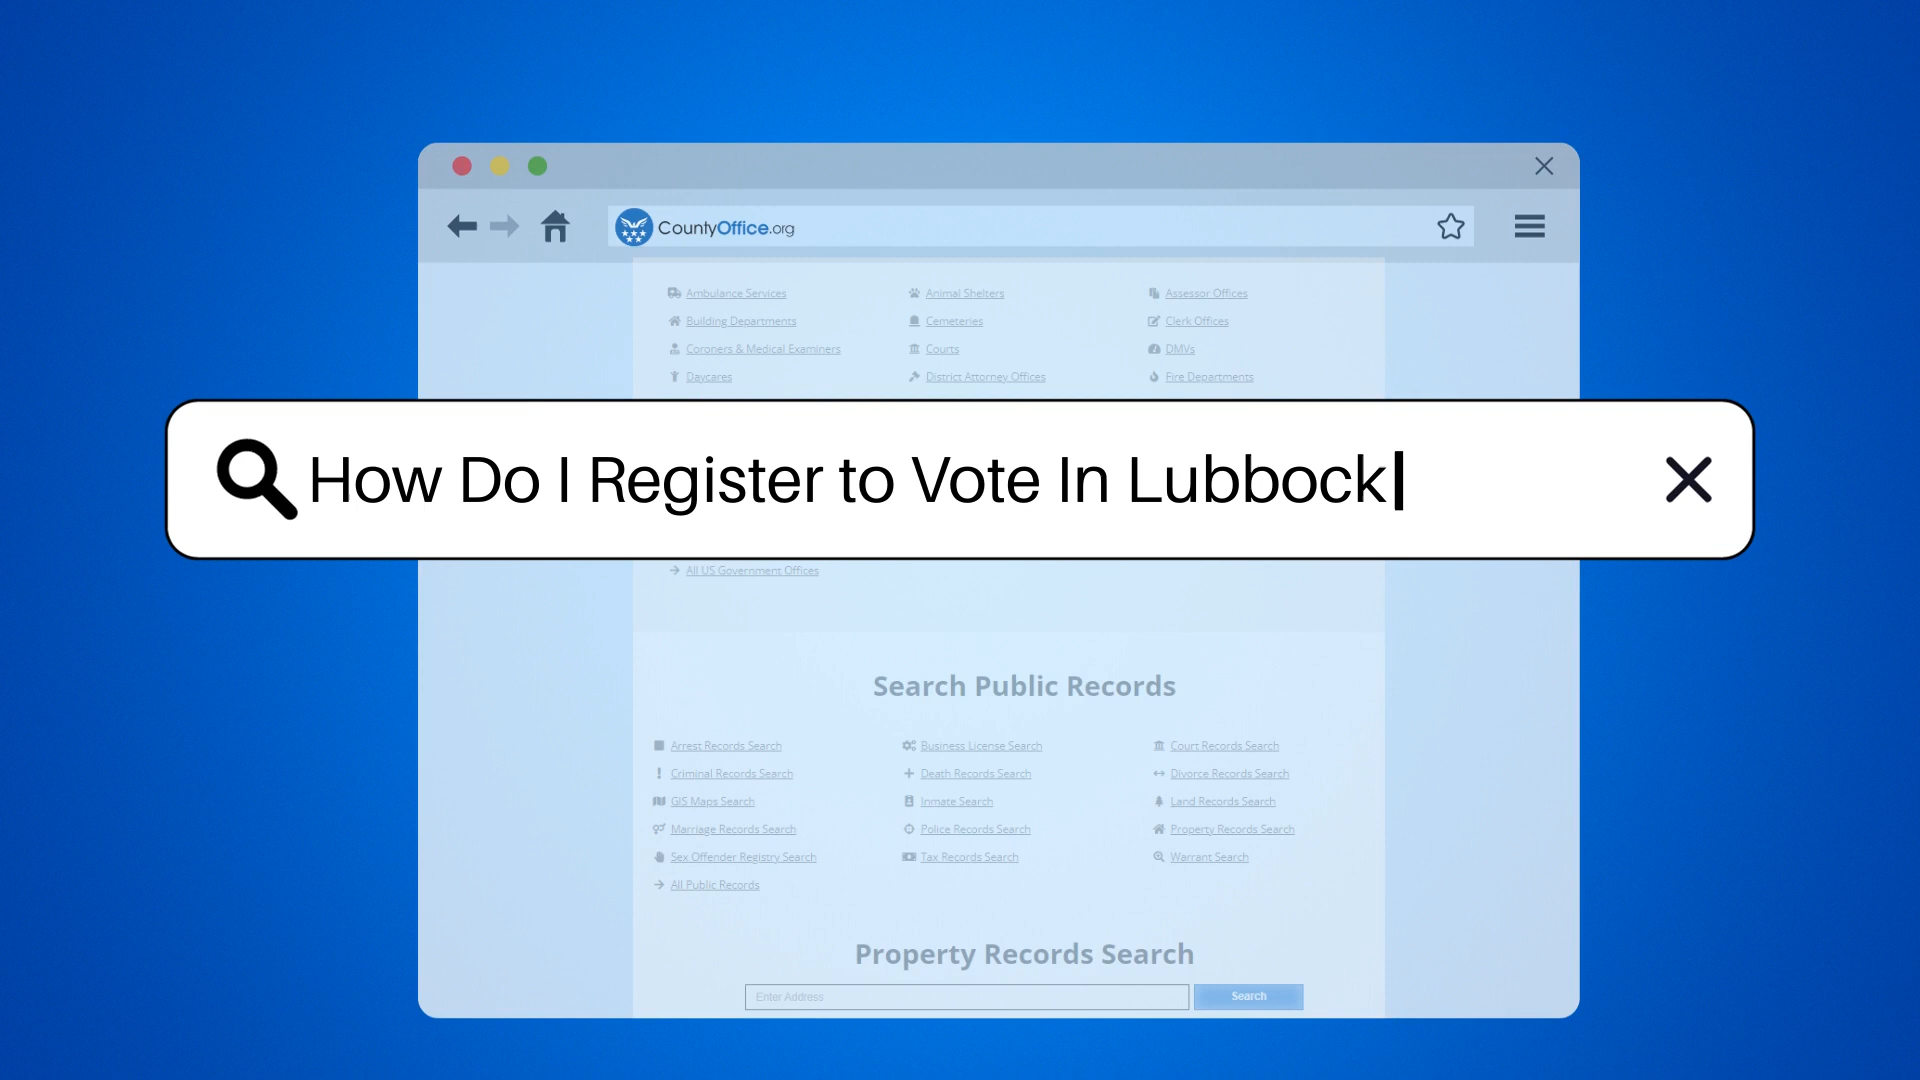 CountyOffice.org
Ambulance Services Animal Shelters Assessor Offices
Building Departments Cemeteries Clerk Offices
Coroners & Medical Examiners Courts DMVs
Daycares District Attorney Offices Fire Departments
How Do I Register to Vote In Lubbock
All US Government Offices
Search Public Records
Arrest Records Search Business License Search Court Records Search
Criminal Records Search Death Records Search Divorce Records Search
GIS Maps Search Inmate Search Land Records Search
Marriage Records Search Police Records Search Property Records Search
Sex Offender Registry Search Tax Records Search Warrant Search
All Public Records
Property Records Search
Enter Address Search